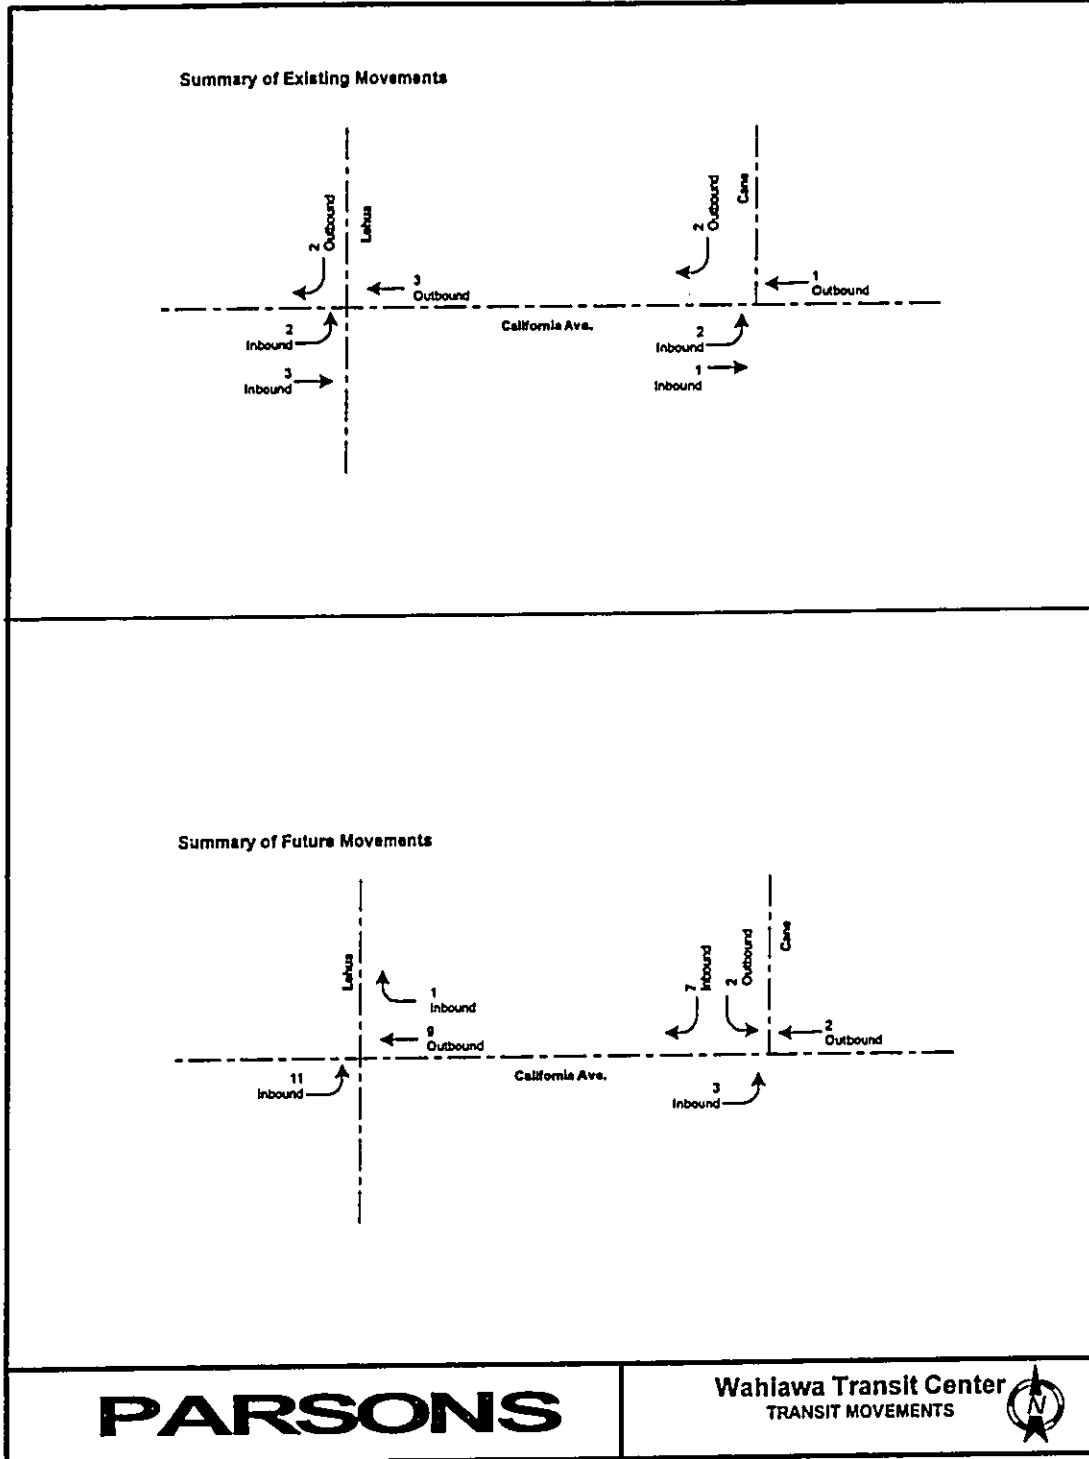 Summary of Existing Movements
2
Outbound
Lehua
3
Outbound
2
Outbound
Cane
1
Outbound
California Ave.
2
Inbound
3
Inbound
2
Inbound
1
Inbound
Summary of Future Movements
Lehua
1
Inbound
9
Outbound
7
Inbound
2
Outbound
Cane
2
Outbound
California Ave.
11
Inbound
3
Inbound
PARSONS
Wahiawa Transit Center
TRANSIT MOVEMENTS
N